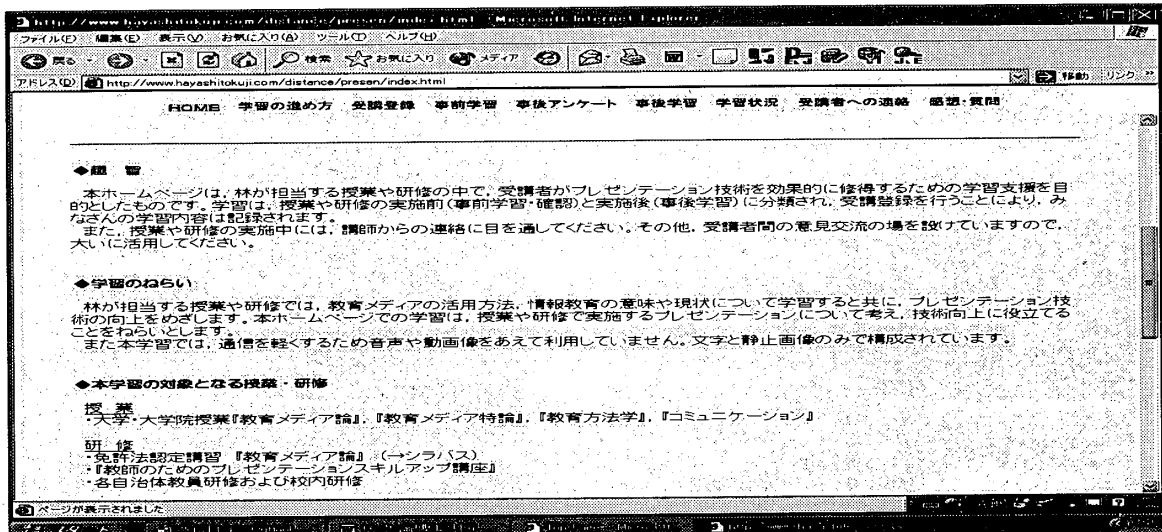 http://www.hayashitokuji.com/distance/presen/index.html - Microsoft Internet Explorer
ファイル(F) 編集(E) 表示(V) お気に入り(A) ツール(T) ヘルプ(H)
戻る 検索 お気に入り メディア
アドレス(D) http://www.hayashitokuji.com/distance/presen/index.html 移動 リンク »
HOME 学習の進め方 受講登録 事前学習 事後アンケート 事後学習 学習状況 受講者への連絡 感想・質問
◆趣 旨
本ホームページは, 林が担当する授業や研修の中で, 受講者がプレゼンテーション技術を効果的に修得するための学習支援を目
的としたものです。学習は, 授業や研修の実施前(事前学習・確認)と実施後(事後学習)に分類され, 受講登録を行うことにより, み
なさんの学習内容は記録されます。
また, 授業や研修の実施中には, 講師からの連絡に目を通してください。その他, 受講者間の意見交流の場を設けていますので,
大いに活用してください。
◆学習のねらい
林が担当する授業や研修では, 教育メディアの活用方法, 情報教育の意味や現状について学習すると共に, プレゼンテーション技
術の向上をめざします。本ホームページでの学習は, 授業や研修で実施するプレゼンテーションについて考え, 技術向上に役立てる
ことをねらいとします。
また本学習では, 通信を軽くするため音声や動画像をあえて利用していません。文字と静止画像のみで構成されています。
◆本学習の対象となる授業・研修
授 業
・大学・大学院授業『教育メディア論』, 『教育メディア特論』, 『教育方法学』, 『コミュニケーション』
研 修
・免許法認定講習 『教育メディア論』 (→シラバス)
・『教師のためのプレゼンテーションスキルアップ講座』
・各自治体教員研修および校内研修
ページが表示されました